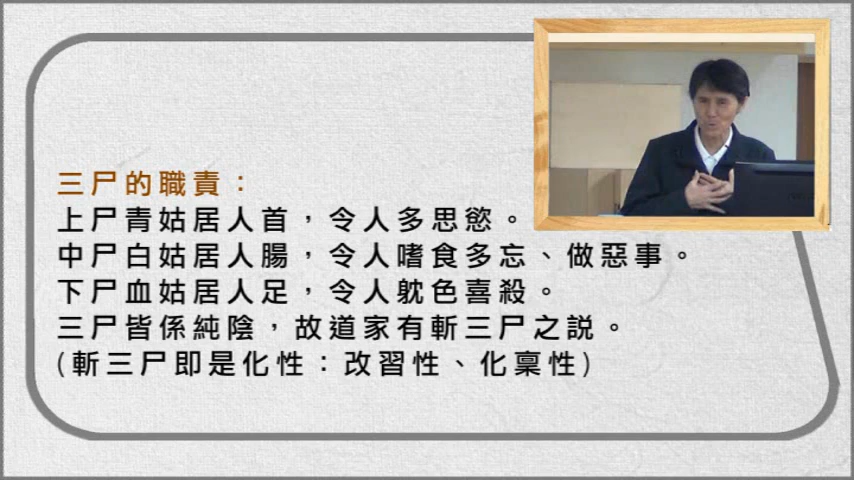 三尸的職責：
上尸青姑居人首，令人多思慾。
中尸白姑居人腸，令人嗜食多忘、做惡事。
下尸血姑居人足，令人躭色喜殺。
三尸皆係純陰，故道家有斬三尸之説。
(斬三尸即是化性：改習性、化稟性)